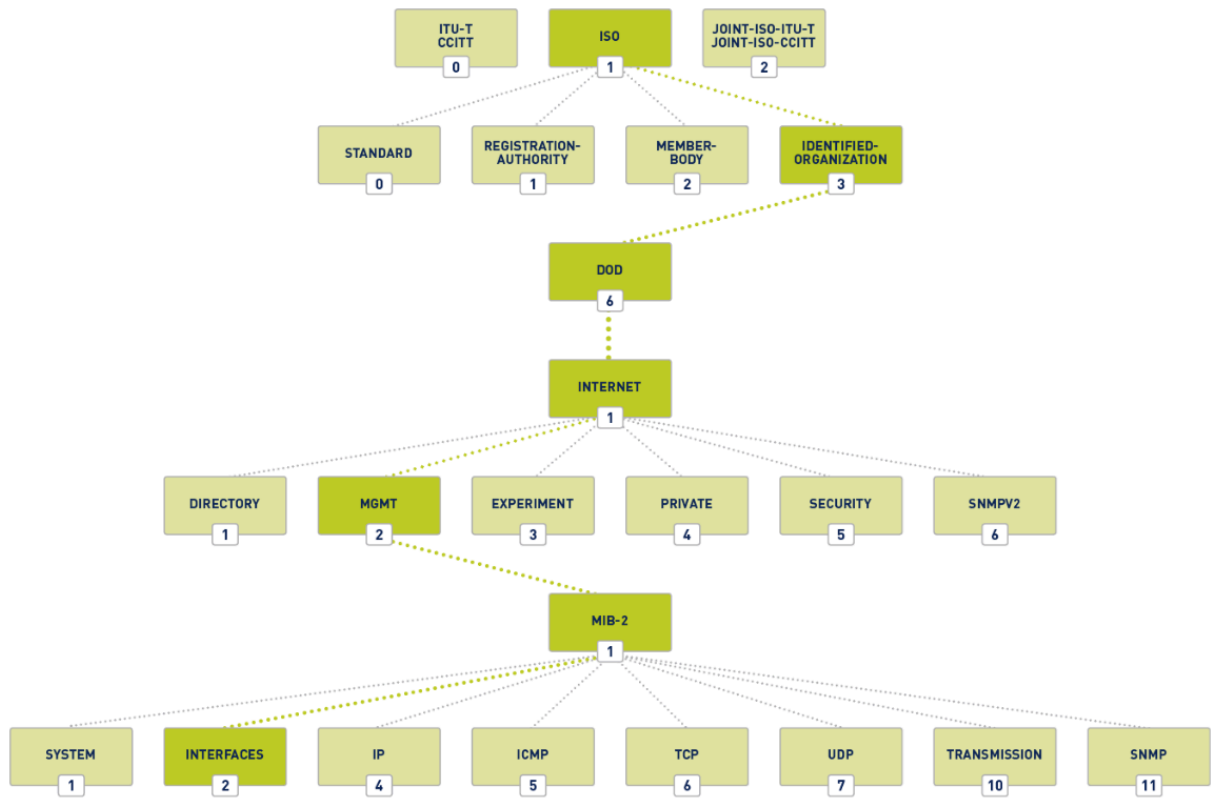 ITU-T
CCITT
0
ISO
1
JOINT-ISO-ITU-T
JOINT-ISO-CCITT
2
STANDARD
0
REGISTRATION-
AUTHORITY
1
MEMBER-
BODY
2
IDENTIFIED-
ORGANIZATION
3
DOD
6
INTERNET
1
DIRECTORY
1
MGMT
2
EXPERIMENT
3
PRIVATE
4
SECURITY
5
SNMPV2
6
MIB-2
1
SYSTEM
1
INTERFACES
2
IP
4
ICMP
5
TCP
6
UDP
7
TRANSMISSION
10
SNMP
11